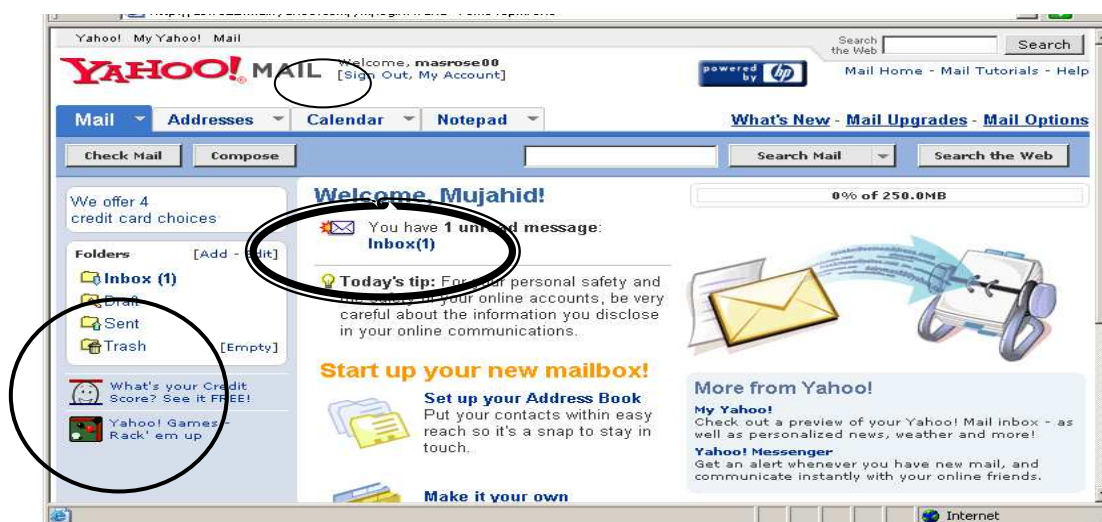 Yahoo! My Yahoo! Mail
Search the Web
Search
YAHOO! MAIL
Welcome, masrose00
[Sign Out, My Account]
powered by hp
Mail Home - Mail Tutorials - Help
Mail Addresses Calendar Notepad
What's New - Mail Upgrades - Mail Options
Check Mail Compose
Search Mail Search the Web
We offer 4
credit card choices
Folders [Add - Edit]
Inbox (1)
Draft
Sent
Trash [Empty]
What's your Credit
Score? See it FREE!
Yahoo! Games -
Rack' em up
Welcome, Mujahid!
You have 1 unread message:
Inbox(1)
Today's tip: For your personal safety and
the safety of your online accounts, be very
careful about the information you disclose
in your online communications.
Start up your new mailbox!
Set up your Address Book
Put your contacts within easy
reach so it's a snap to stay in
touch.
Make it your own
0% of 250.0MB
More from Yahoo!
My Yahoo!
Check out a preview of your Yahoo! Mail inbox - as
well as personalized news, weather and more!
Yahoo! Messenger
Get an alert whenever you have new mail, and
communicate instantly with your online friends.
Internet